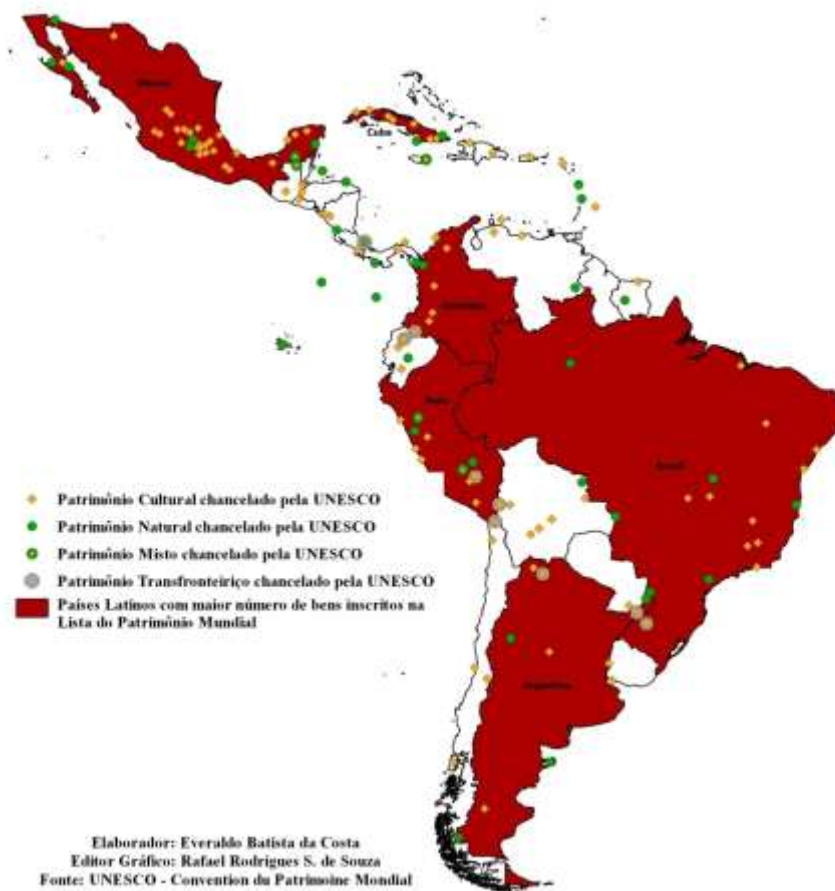 Cuba
Patrimônio Cultural chancelado pela UNESCO
Patrimônio Natural chancelado pela UNESCO
Patrimônio Misto chancelado pela UNESCO
Patrimônio Transfronteiriço chancelado pela UNESCO
Países Latinos com maior número de bens inscritos na
Lista do Patrimônio Mundial
Elaborador: Everaldo Batista da Costa
Editor Gráfico: Rafael Rodrigues S. de Souza
Fonte: UNESCO - Convention du Patrimoine Mondial